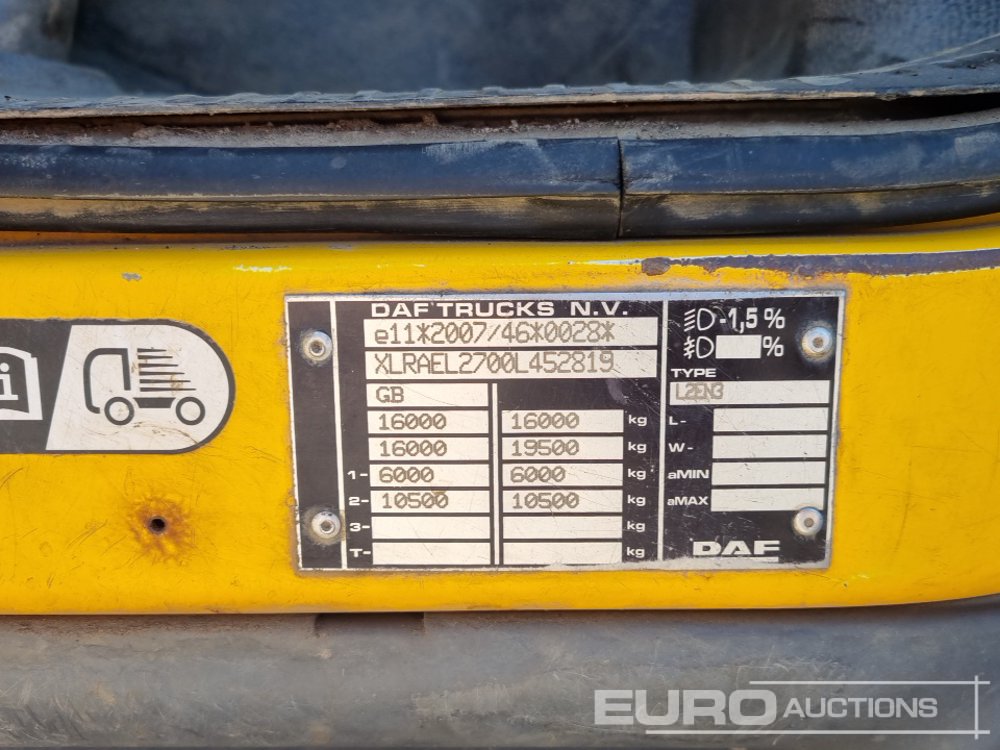 DAF TRUCKS N.V.
e11*2007/46*0028*
XLRAEL2700L452819
GB
16000 16000 kg
16000 19500 kg
1- 6000 6000 kg
2- 10500 10500 kg
3- kg
T- kg
-1,5 %
%
TYPE
L2EN3
L-
W-
aMIN
aMAX
DAF
i
EURO AUCTIONS